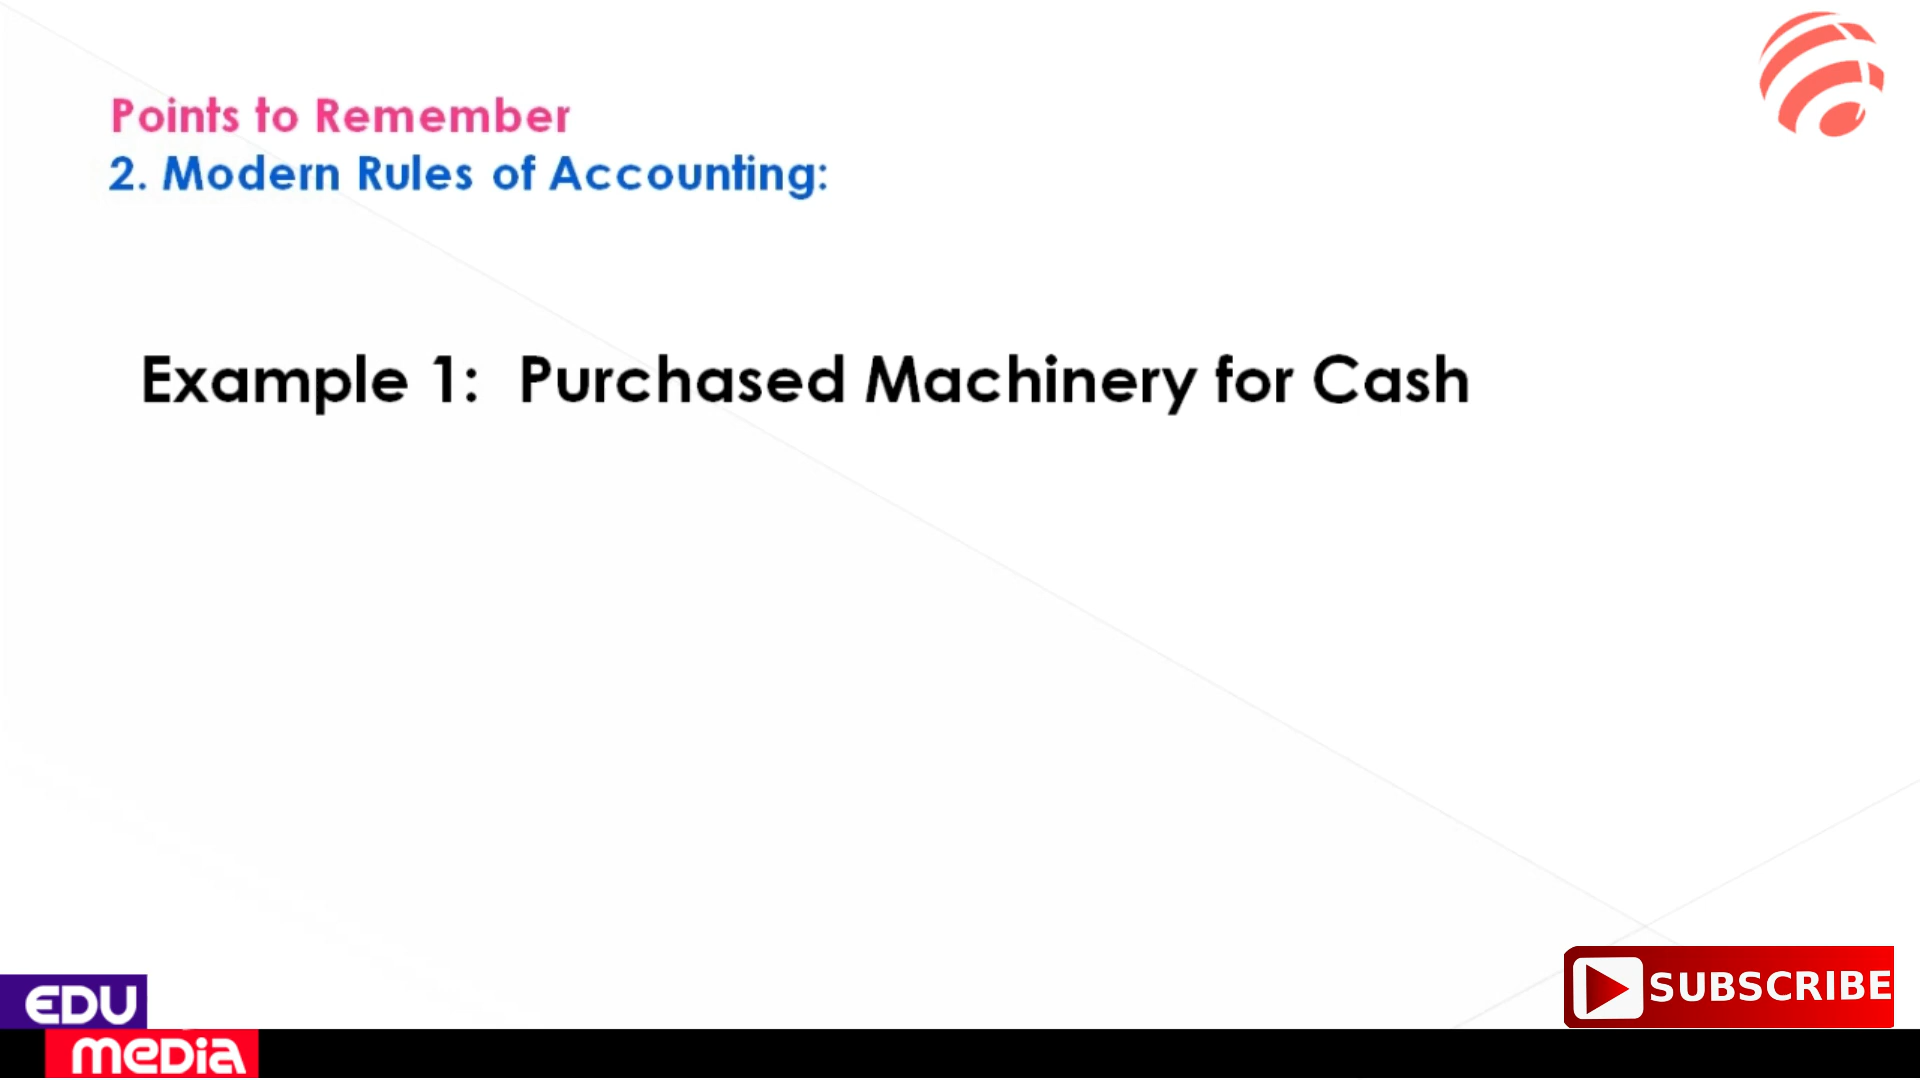 Points to Remember
2. Modern Rules of Accounting:
Example 1: Purchased Machinery for Cash
SUBSCRIBE
EDU
meDia